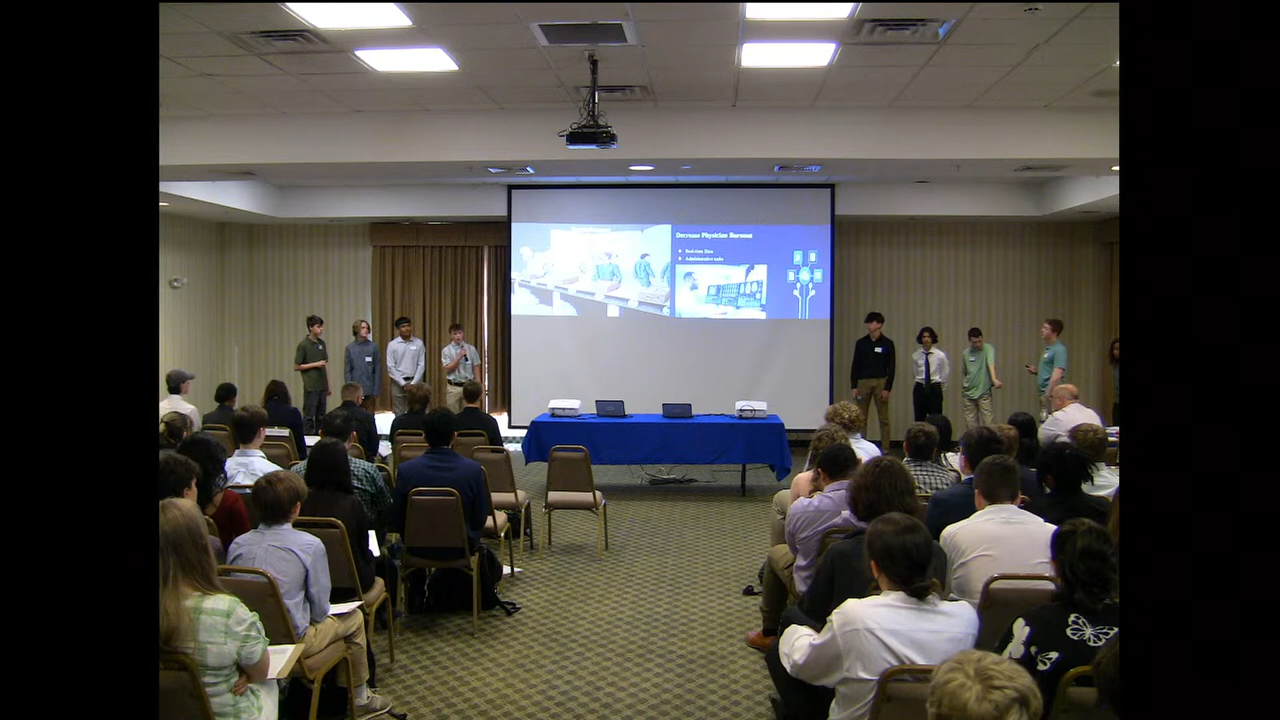 Decrease Physician Burnout
Real-time Data
Administrative tasks